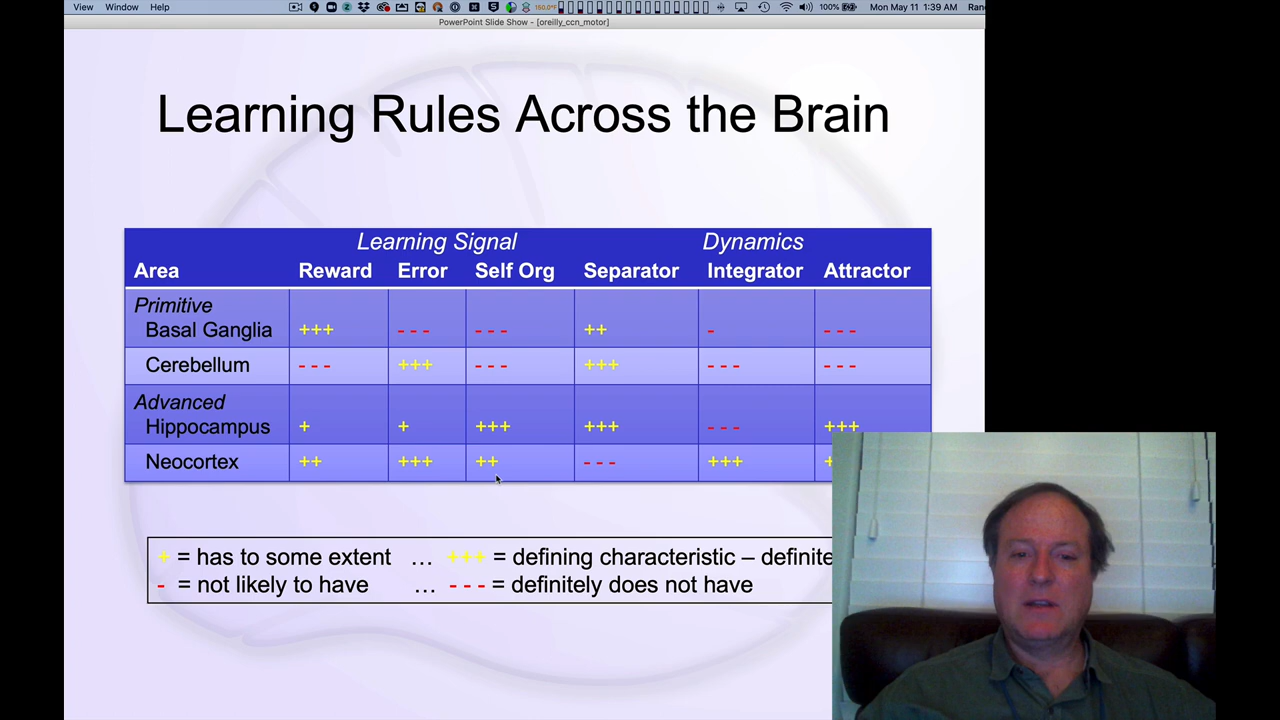 View Window Help 150.0°F 100% Mon May 11 1:39 AM
PowerPoint Slide Show - [oreilly_ccn_motor]
Learning Rules Across the Brain
Learning Signal Dynamics
Area Reward Error Self Org Separator Integrator Attractor
Primitive
Basal Ganglia +++ - - - - - - ++ - - - -
Cerebellum - - - +++ - - - +++ - - - - - -
Advanced
Hippocampus + + +++ +++ - - - +++
Neocortex ++ +++ ++ - - - +++ +
+ = has to some extent … +++ = defining characteristic –
- = not likely to have … - - - = definitely does not have